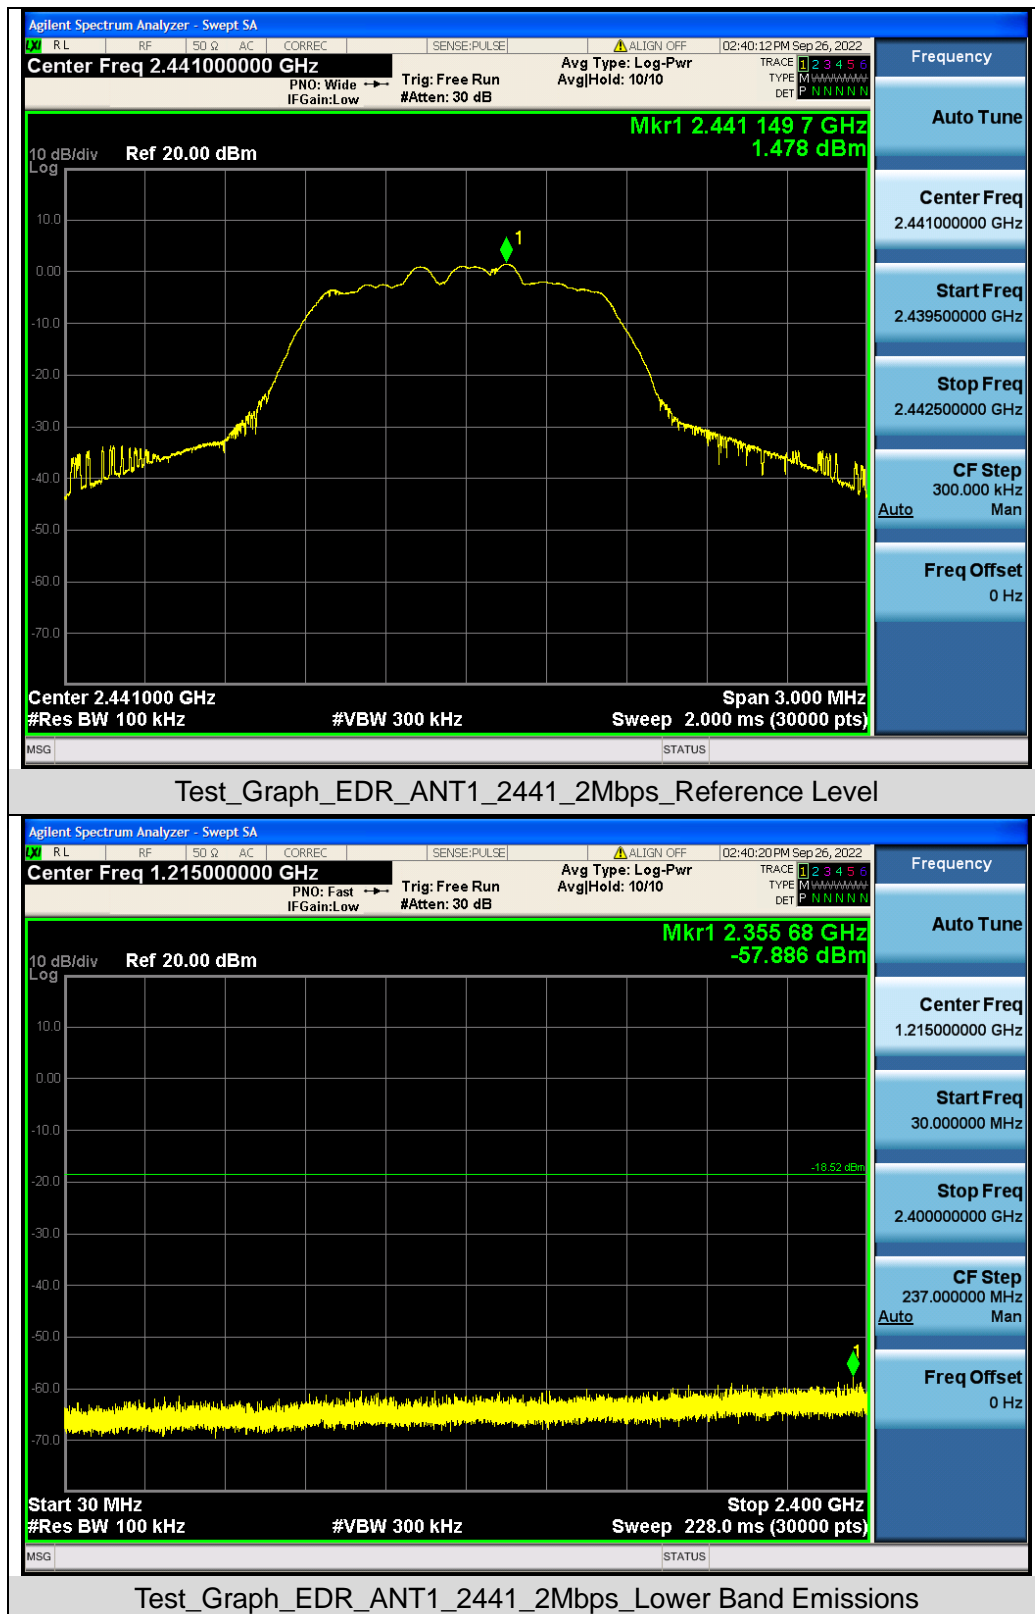 Agilent Spectrum Analyzer - Swept SA
LXI RL RF 50 Ω AC CORREC SENSE:PULSE ALIGN OFF 02:40:12 PM Sep 26, 2022
Center Freq 2.441000000 GHz
PNO: Wide
IFGain:Low
Trig: Free Run
#Atten: 30 dB
Avg Type: Log-Pwr
Avg|Hold: 10/10
TRACE 1 2 3 4 5 6
TYPE M
DET P N N N N N
Mkr1 2.441 149 7 GHz
1.478 dBm
10 dB/div Ref 20.00 dBm
Log
10.0
0.00
-10.0
-20.0
-30.0
-40.0
-50.0
-60.0
-70.0
1
Center 2.441000 GHz Span 3.000 MHz
#Res BW 100 kHz #VBW 300 kHz Sweep 2.000 ms (30000 pts)
MSG STATUS
Frequency
Auto Tune
Center Freq
2.441000000 GHz
Start Freq
2.439500000 GHz
Stop Freq
2.442500000 GHz
CF Step
300.000 kHz
Auto Man
Freq Offset
0 Hz
Test_Graph_EDR_ANT1_2441_2Mbps_Reference Level
Agilent Spectrum Analyzer - Swept SA
LXI RL RF 50 Ω AC CORREC SENSE:PULSE ALIGN OFF 02:40:20 PM Sep 26, 2022
Center Freq 1.215000000 GHz
PNO: Fast
IFGain:Low
Trig: Free Run
#Atten: 30 dB
Avg Type: Log-Pwr
Avg|Hold: 10/10
TRACE 1 2 3 4 5 6
TYPE M
DET P N N N N N
Mkr1 2.355 68 GHz
-57.886 dBm
10 dB/div Ref 20.00 dBm
Log
10.0
0.00
-10.0
-20.0
-30.0
-40.0
-50.0
-60.0
-70.0
-18.52 dBm
1
Start 30 MHz Stop 2.400 GHz
#Res BW 100 kHz #VBW 300 kHz Sweep 228.0 ms (30000 pts)
MSG STATUS
Frequency
Auto Tune
Center Freq
1.215000000 GHz
Start Freq
30.000000 MHz
Stop Freq
2.400000000 GHz
CF Step
237.000000 MHz
Auto Man
Freq Offset
0 Hz
Test_Graph_EDR_ANT1_2441_2Mbps_Lower Band Emissions